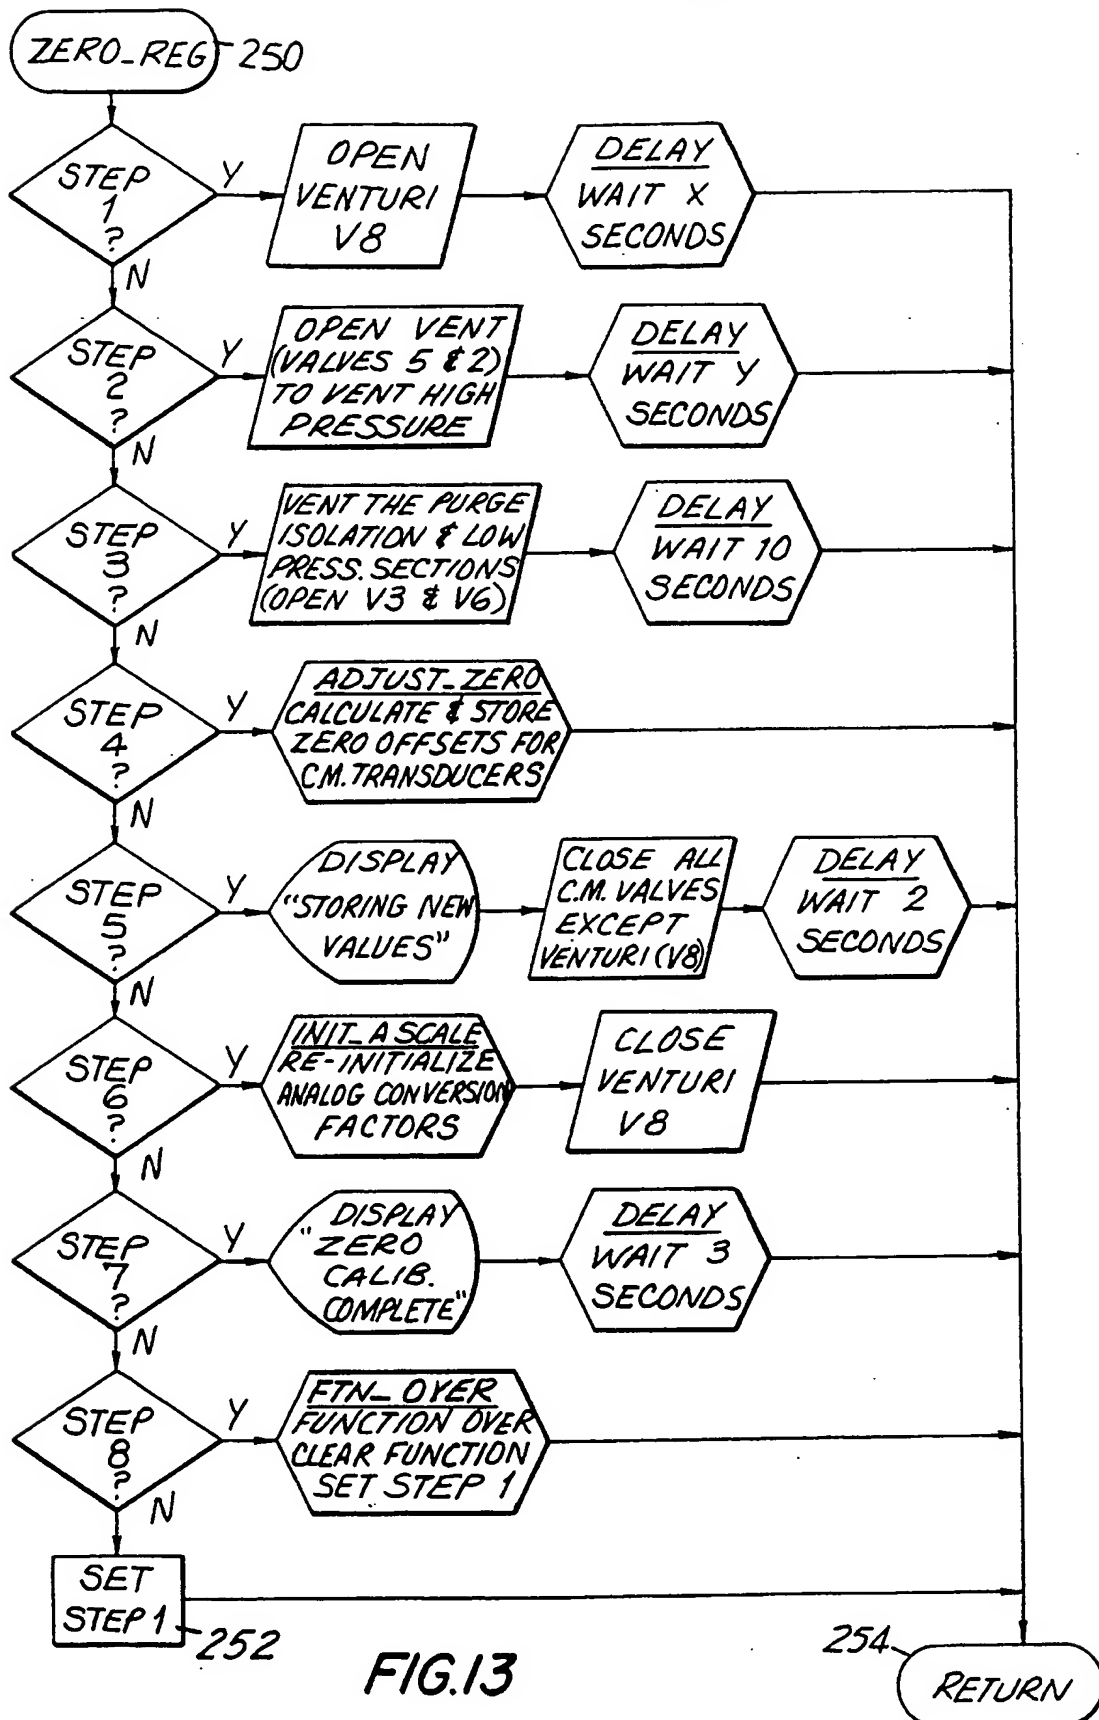 ZERO_REG 250
STEP
1
?
Y
N
OPEN
VENTURI
V8
DELAY
WAIT X
SECONDS
STEP
2
?
Y
N
OPEN VENT
(VALVES 5 & 2)
TO VENT HIGH
PRESSURE
DELAY
WAIT Y
SECONDS
STEP
3
?
Y
N
VENT THE PURGE
ISOLATION & LOW
PRESS. SECTIONS
(OPEN V3 & V6)
DELAY
WAIT 10
SECONDS
STEP
4
?
Y
N
ADJUST_ZERO
CALCULATE & STORE
ZERO OFFSETS FOR
C.M. TRANSDUCERS
STEP
5
?
Y
N
DISPLAY
"STORING NEW
VALUES"
CLOSE ALL
C.M. VALVES
EXCEPT
VENTURI (V8)
DELAY
WAIT 2
SECONDS
STEP
6
?
Y
N
INIT_ASCALE
RE-INITIALIZE
ANALOG CONVERSION
FACTORS
CLOSE
VENTURI
V8
STEP
7
?
Y
N
DISPLAY
"ZERO
CALIB.
COMPLETE"
DELAY
WAIT 3
SECONDS
STEP
8
?
Y
N
FTN_OVER
FUNCTION OVER
CLEAR FUNCTION
SET STEP 1
SET
STEP 1
252
254
RETURN
FIG.13